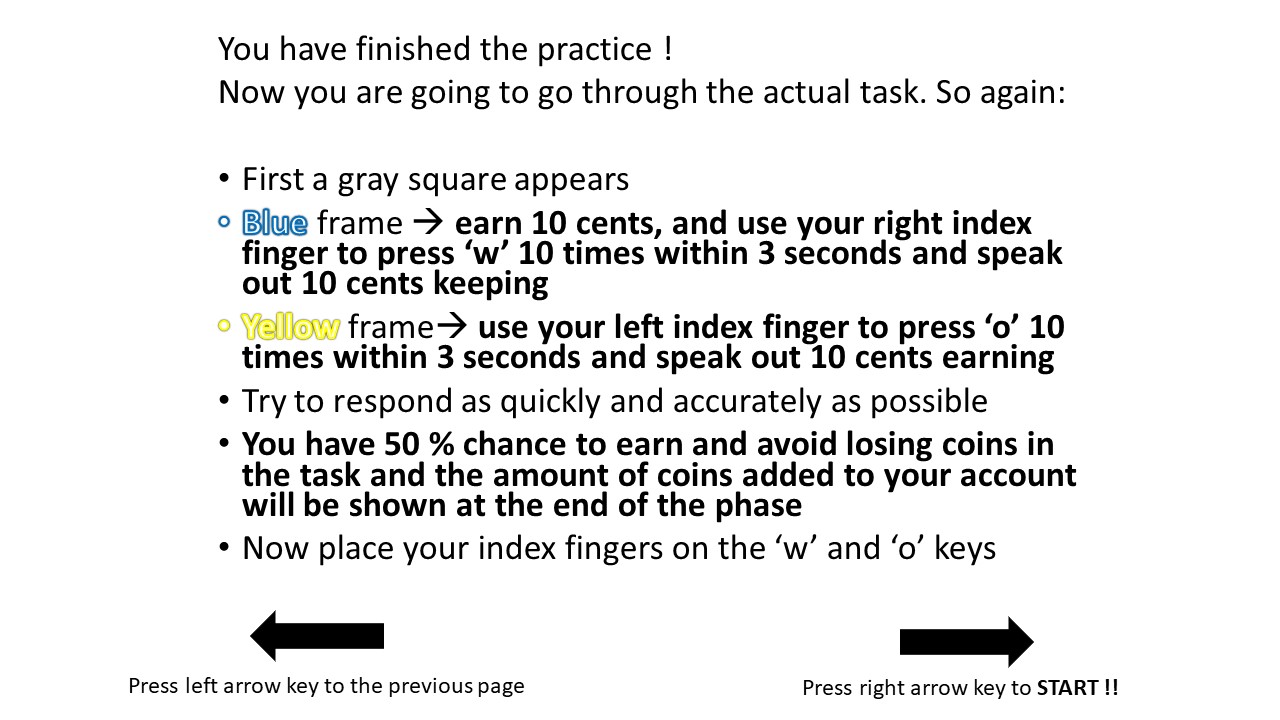 You have finished the practice !
Now you are going to go through the actual task. So again:
• First a gray square appears
• Blue frame → earn 10 cents, and use your right index
finger to press ‘w’ 10 times within 3 seconds and speak
out 10 cents keeping
• Yellow frame→ use your left index finger to press ‘o’ 10
times within 3 seconds and speak out 10 cents earning
• Try to respond as quickly and accurately as possible
• You have 50 % chance to earn and avoid losing coins in
the task and the amount of coins added to your account
will be shown at the end of the phase
• Now place your index fingers on the ‘w’ and ‘o’ keys
Press left arrow key to the previous page
Press right arrow key to START !!